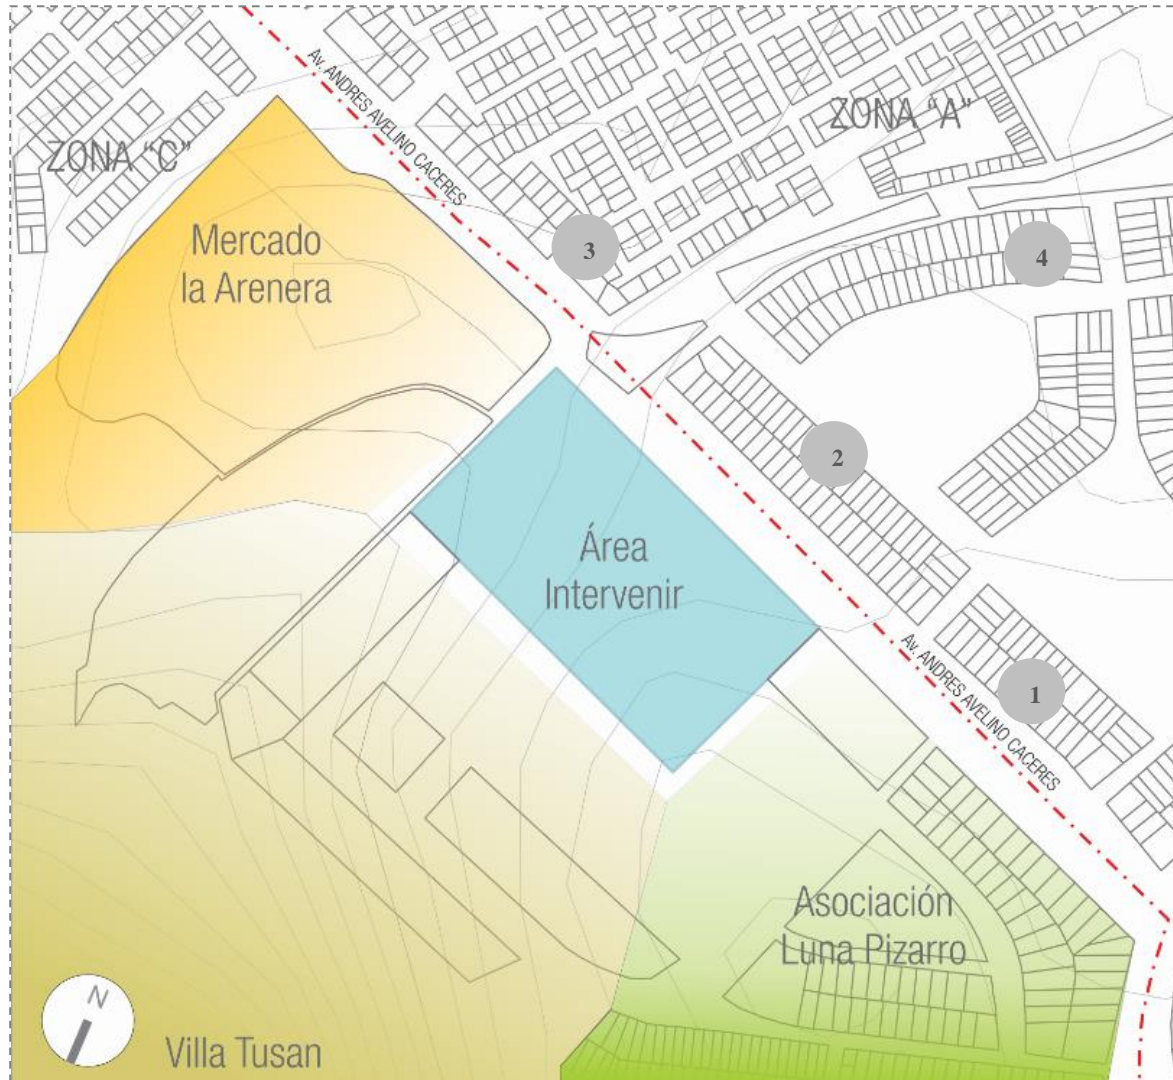 Av. ANDRES AVELINO CACERES
ZONA "A"
ZONA "C"
Mercado
la Arenera
3
4
2
Área
Intervenir
Av. ANDRES AVELINO CACERES
1
Asociación
Luna Pizarro
N
Villa Tusan